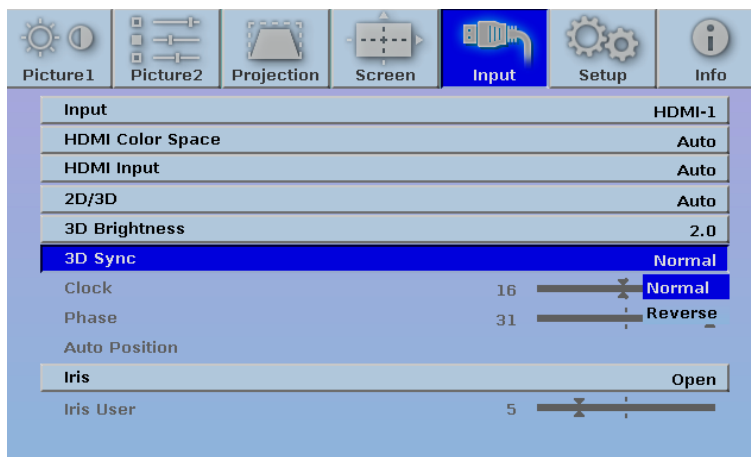 Picture1 Picture2 Projection Screen Input Setup Info
Input HDMI-1
HDMI Color Space Auto
HDMI Input Auto
2D/3D Auto
3D Brightness 2.0
3D Sync Normal
Clock 16 Normal
Phase 31 Reverse
Auto Position
Iris Open
Iris User 5